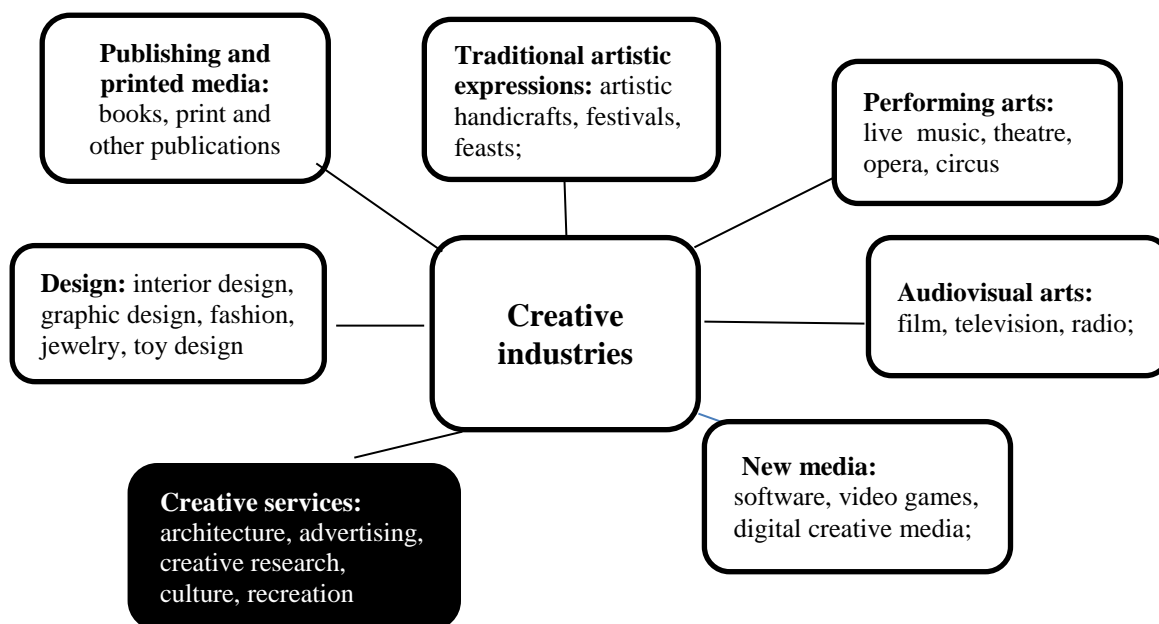 Publishing and
printed media:
books, print and
other publications
Traditional artistic
expressions: artistic
handicrafts, festivals,
feasts;
Performing arts:
live music, theatre,
opera, circus
Design: interior design,
graphic design, fashion,
jewelry, toy design
Creative
industries
Audiovisual arts:
film, television, radio;
Creative services:
architecture, advertising,
creative research,
culture, recreation
New media:
software, video games,
digital creative media;